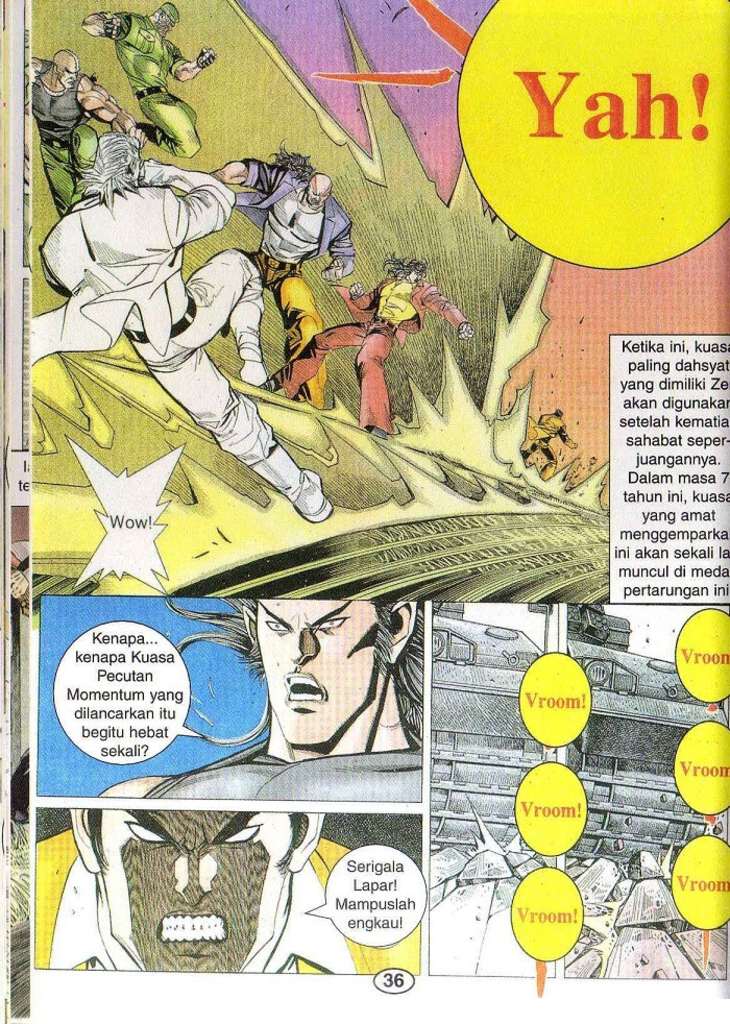 Yah!
Ketika ini, kuasa
paling dahsyat
yang dimiliki Ze
akan digunakan
setelah kematia
sahabat seper-
juangannya.
Dalam masa 7
tahun ini, kuasa
yang amat
menggemparka
ini akan sekali la
muncul di meda
pertarungan ini
Wow!
Kenapa...
kenapa Kuasa
Pecutan
Momentum yang
dilancarkan itu
begitu hebat
sekali?
Vroom!
Vroom!
Vroom!
Vroom
Vroom
Vroom
Serigala
Lapar!
Mampuslah
engkau!
36